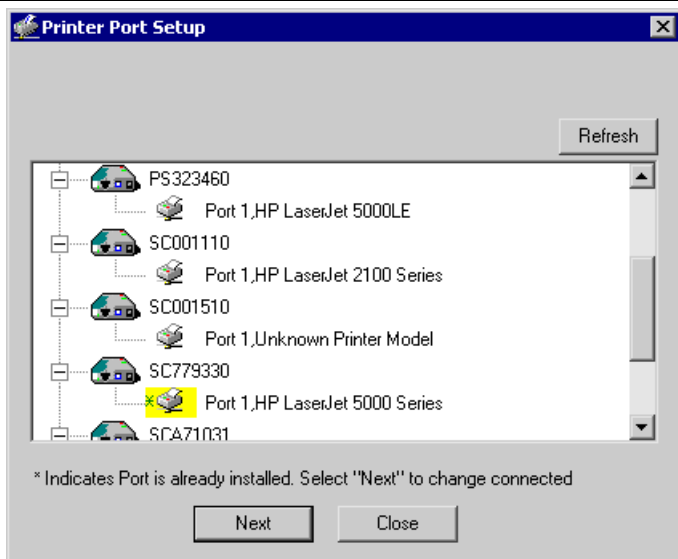 Printer Port Setup
Refresh
PS323460
Port 1,HP LaserJet 5000LE
SC001110
Port 1,HP LaserJet 2100 Series
SC001510
Port 1,Unknown Printer Model
SC779330
*
Port 1,HP LaserJet 5000 Series
SCA71031
* Indicates Port is already installed. Select "Next" to change connected
Next
Close